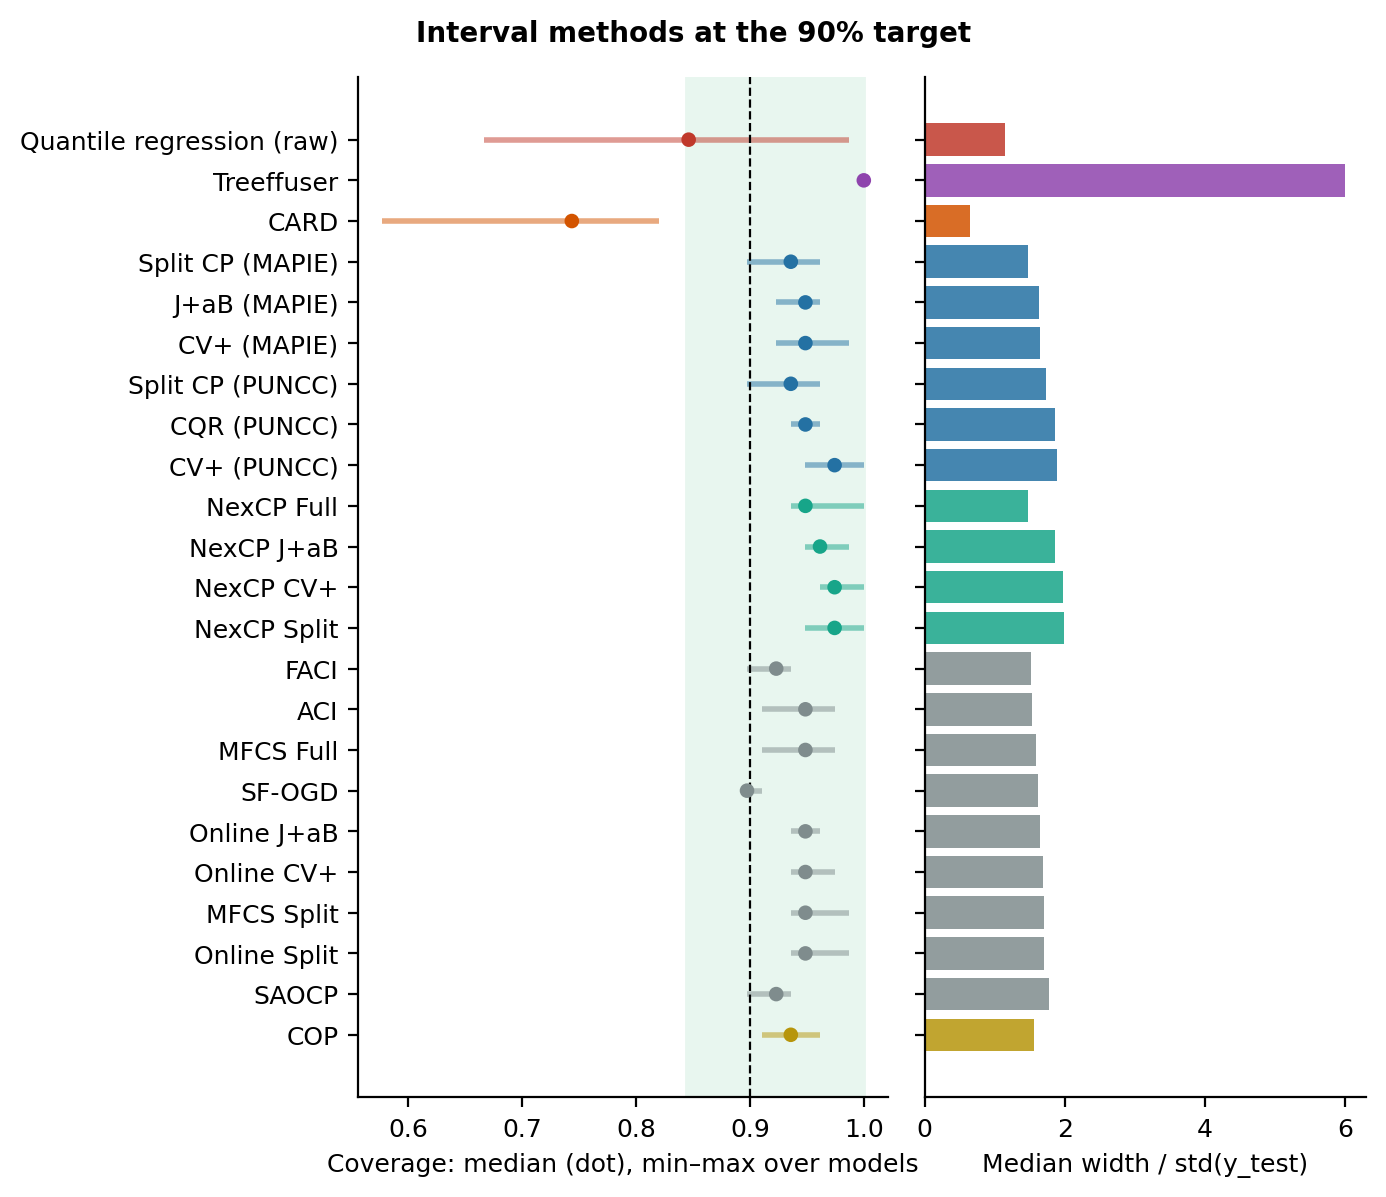 Interval methods at the 90% target
Quantile regression (raw)
Treeffuser
CARD
Split CP (MAPIE)
J+aB (MAPIE)
CV+ (MAPIE)
Split CP (PUNCC)
CQR (PUNCC)
CV+ (PUNCC)
NexCP Full
NexCP J+aB
NexCP CV+
NexCP Split
FACI
ACI
MFCS Full
SF-OGD
Online J+aB
Online CV+
MFCS Split
Online Split
SAOCP
COP
0.6 0.7 0.8 0.9 1.0
Coverage: median (dot), min–max over models
0 2 4 6
Median width / std(y_test)